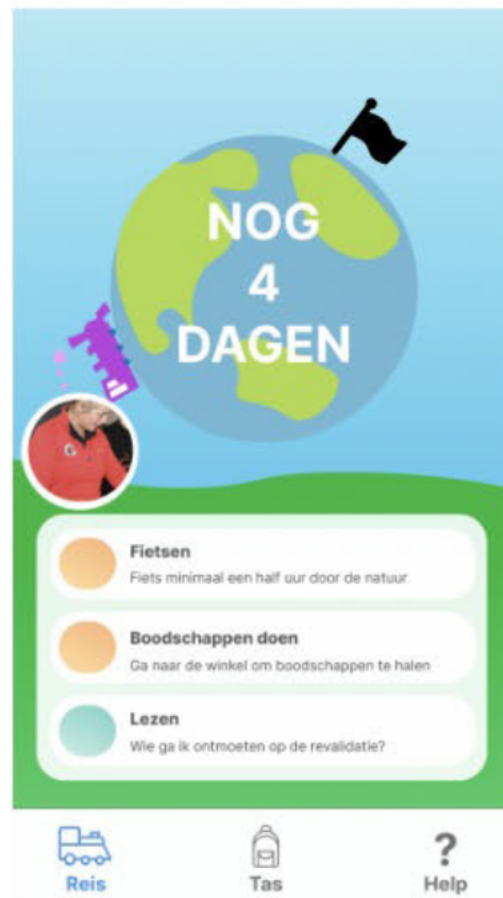 NOG
4
DAGEN
Fietsen
Fiets minimaal een half uur door de natuur
Boodschappen doen
Ga naar de winkel om boodschappen te halen
Lezen
Wie ga ik ontmoeten op de revalidatie?
Reis
Tas
? Help